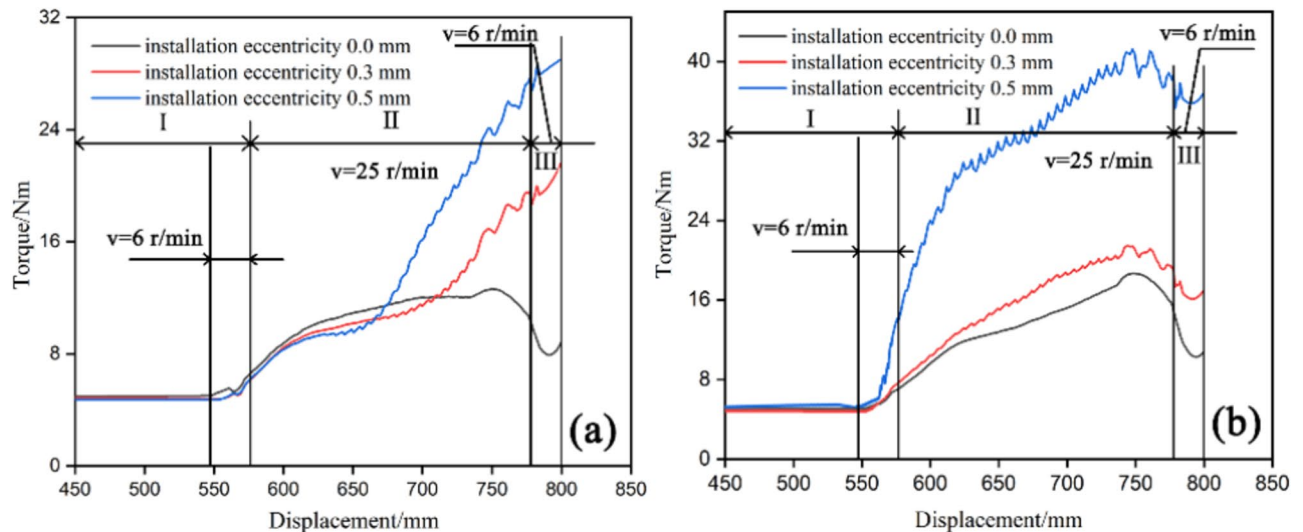 32
24
16
8
0
Torque/Nm
installation eccentricity 0.0 mm
installation eccentricity 0.3 mm
installation eccentricity 0.5 mm
v=6 r/min
I
II
III
v=25 r/min
v=6 r/min
(a)
450
500
550
600
650
700
750
800
850
Displacement/mm
40
32
24
16
8
0
Torque/Nm
installation eccentricity 0.0 mm
installation eccentricity 0.3 mm
installation eccentricity 0.5 mm
v=6 r/min
I
II
III
v=25 r/min
v=6 r/min
(b)
450
500
550
600
650
700
750
800
850
Displacement/mm